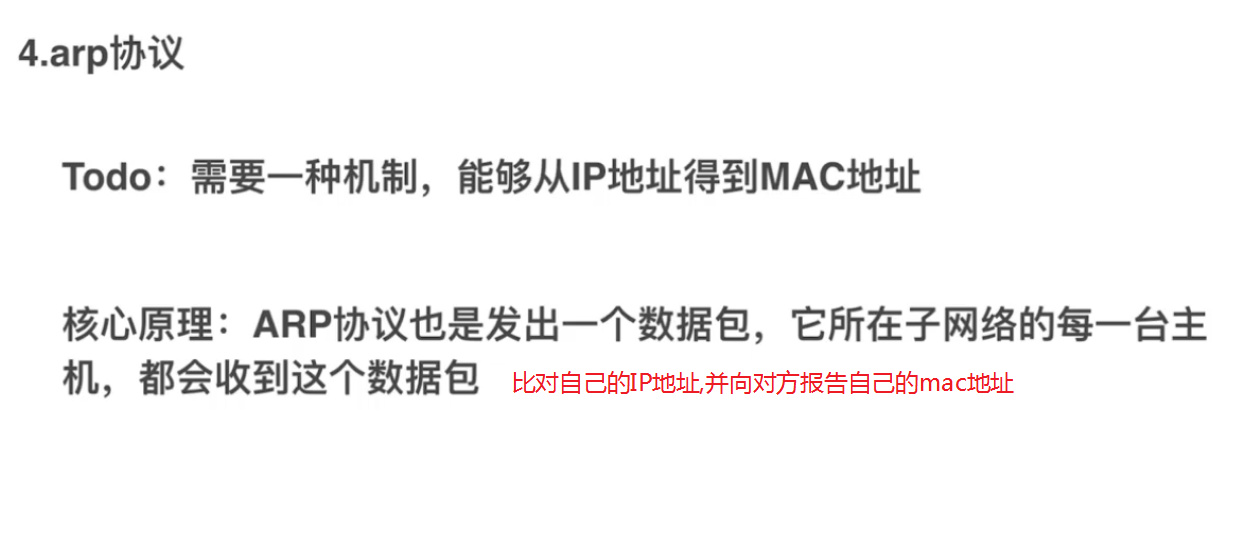 4.arp协议
Todo：需要一种机制，能够从IP地址得到MAC地址
核心原理：ARP协议也是发出一个数据包，它所在子网络的每一台主
机，都会收到这个数据包 比对自己的IP地址,并向对方报告自己的mac地址